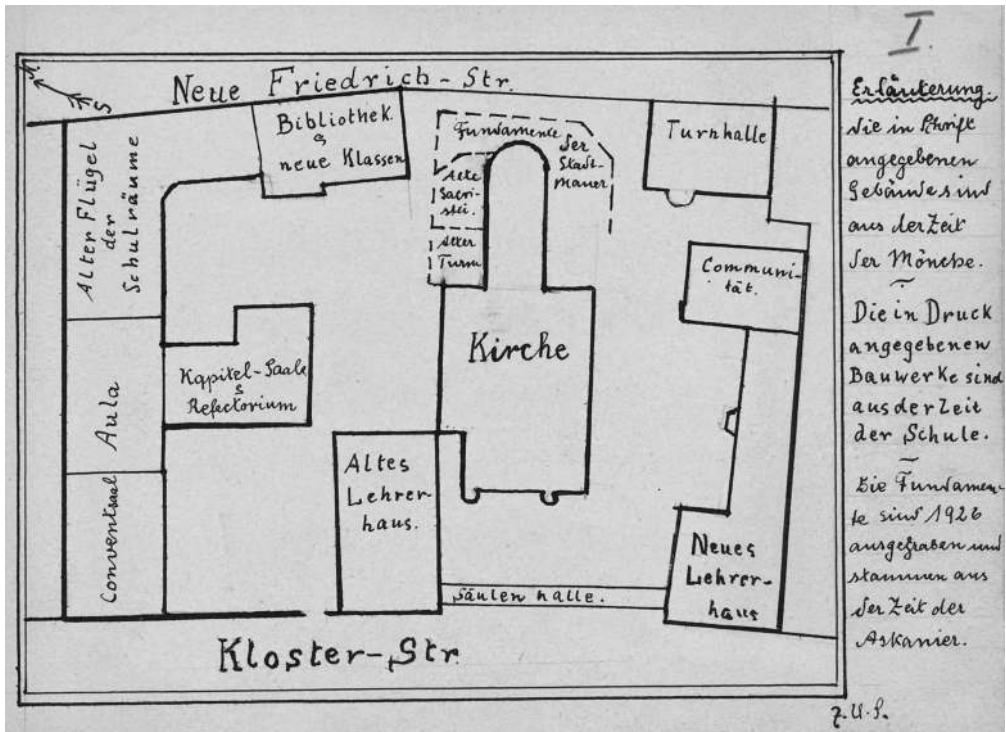 I.
N
S
Neue Friedrich-Str.
Bibliothek.
&
neue Klassen
Fundamente
der
Stadt-
Mauer
Alte
Sacri-
stei.
Alter
Turm
Turnhalle
Communi-
tät.
Alter Flügel
der
Schulräume
Aula
Conventsaal
Kapitel-Saal
&
Refectorium
Kirche
Altes
Lehrer-
haus.
Säulenhalle.
Neues
Lehrer-
haus
Kloster-Str.
Erläuterung.
Die in Schrift
angegebenen
Gebäude sind
aus der Zeit
der Mönche.
Die in Druck
angegebenen
Bauwerke sind
aus der Zeit
der Schule.
Die Fundamen-
te sind 1926
ausgegraben und
stammen aus
der Zeit der
Askanier.